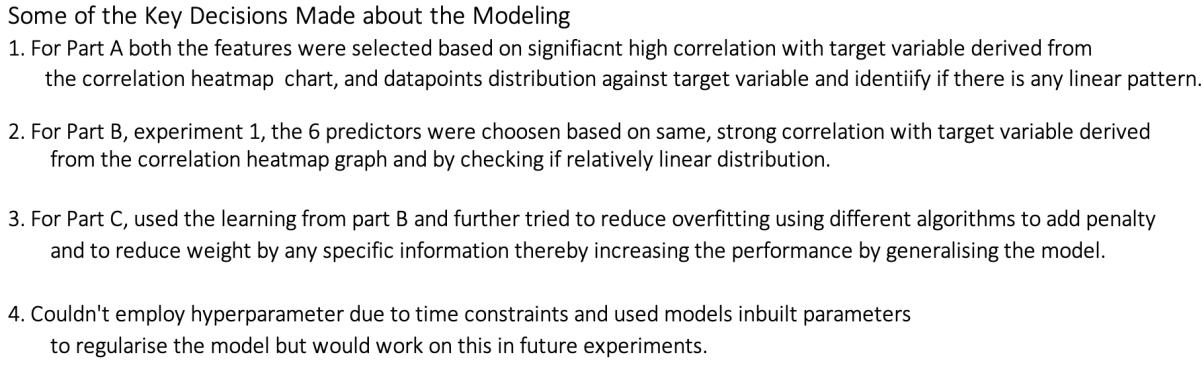 Some of the Key Decisions Made about the Modeling
1. For Part A both the features were selected based on signifiacnt high correlation with target variable derived from
the correlation heatmap chart, and datapoints distribution against target variable and identiify if there is any linear pattern.
2. For Part B, experiment 1, the 6 predictors were choosen based on same, strong correlation with target variable derived
from the correlation heatmap graph and by checking if relatively linear distribution.
3. For Part C, used the learning from part B and further tried to reduce overfitting using different algorithms to add penalty
and to reduce weight by any specific information thereby increasing the performance by generalising the model.
4. Couldn't employ hyperparameter due to time constraints and used models inbuilt parameters
to regularise the model but would work on this in future experiments.